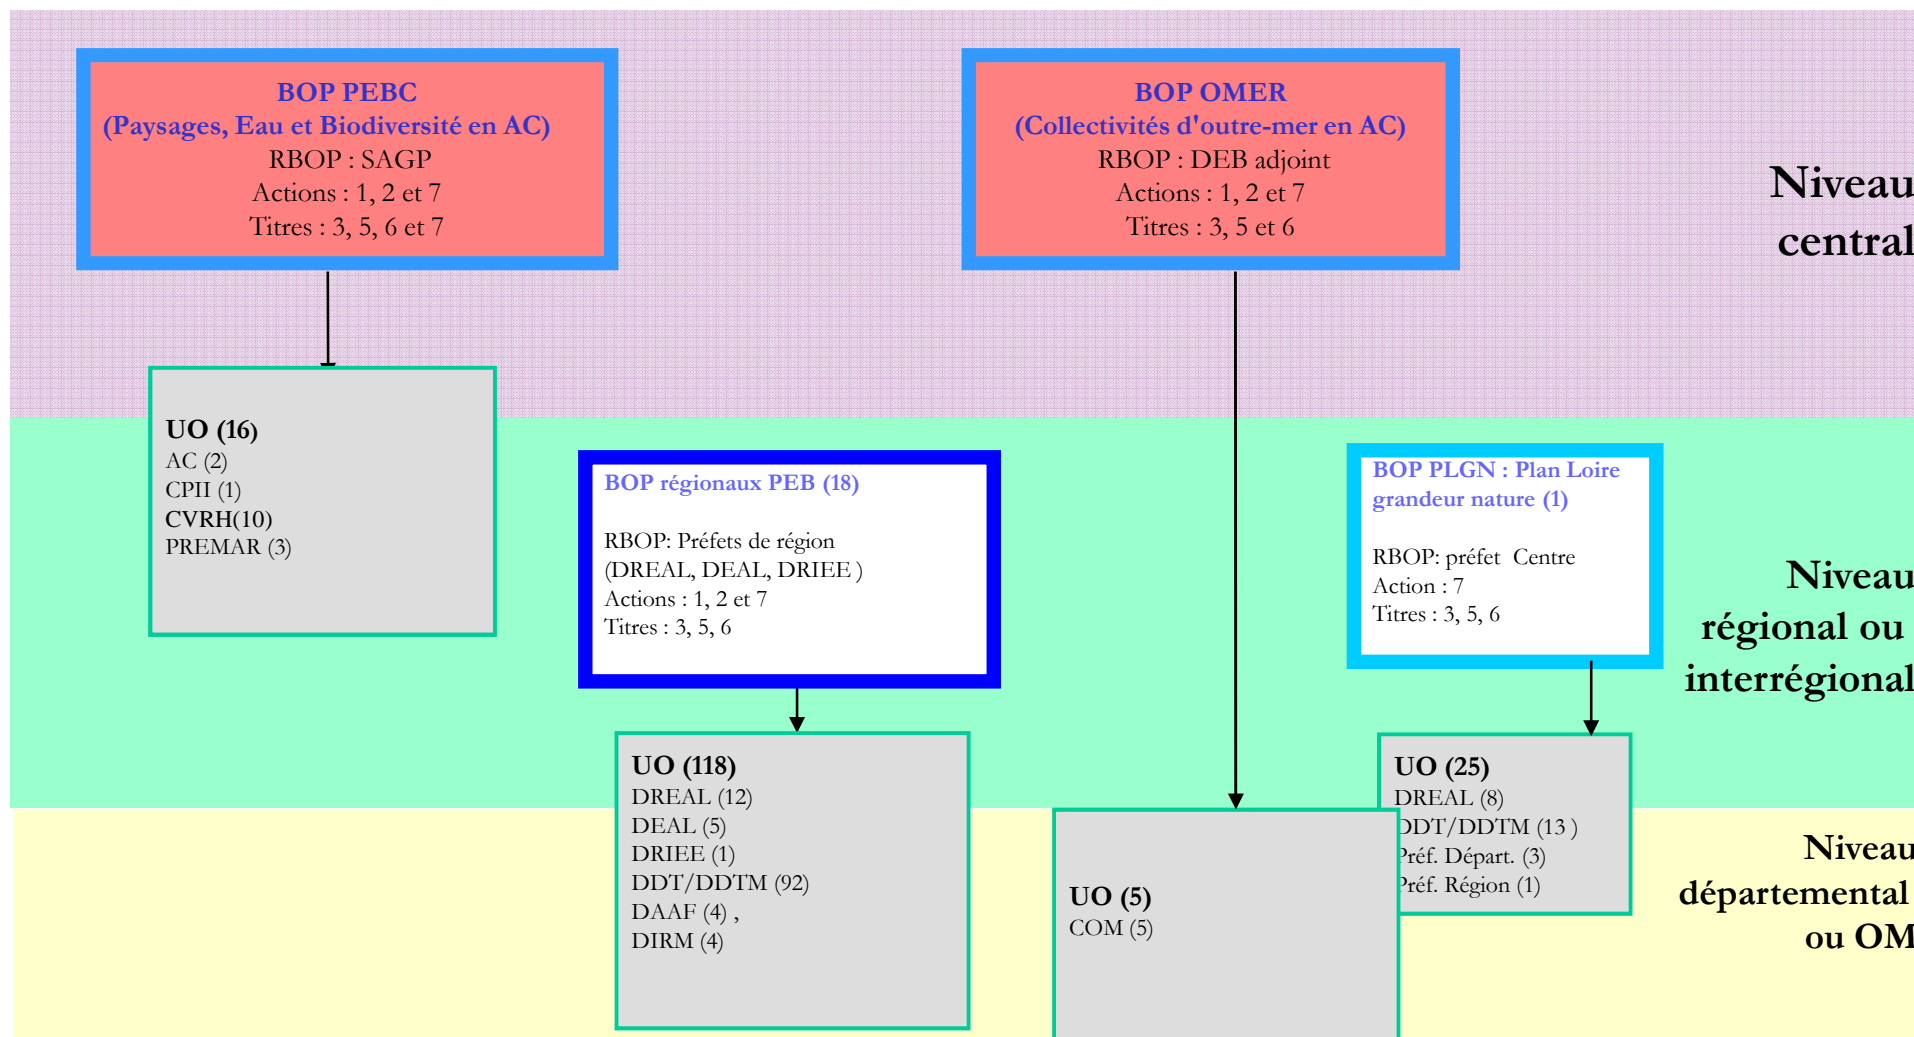 BOP PEBC
(Paysages, Eau et Biodiversité en AC)
RBOP : SAGP
Actions : 1, 2 et 7
Titres : 3, 5, 6 et 7
BOP OMER
(Collectivités d'outre-mer en AC)
RBOP : DEB adjoint
Actions : 1, 2 et 7
Titres : 3, 5 et 6
Niveau
central
UO (16)
AC (2)
CPII (1)
CVRH(10)
PREMAR (3)
BOP régionaux PEB (18)
RBOP: Préfets de région
(DREAL, DEAL, DRIEE )
Actions : 1, 2 et 7
Titres : 3, 5, 6
BOP PLGN : Plan Loire
grandeur nature (1)
RBOP: préfet Centre
Action : 7
Titres : 3, 5, 6
Niveau
régional ou
interrégional
UO (118)
DREAL (12)
DEAL (5)
DRIEE (1)
DDT/DDTM (92)
DAAF (4) ,
DIRM (4)
UO (5)
COM (5)
UO (25)
DREAL (8)
DDT/DDTM (13 )
Préf. Départ. (3)
Préf. Région (1)
Niveau
départemental
ou OM